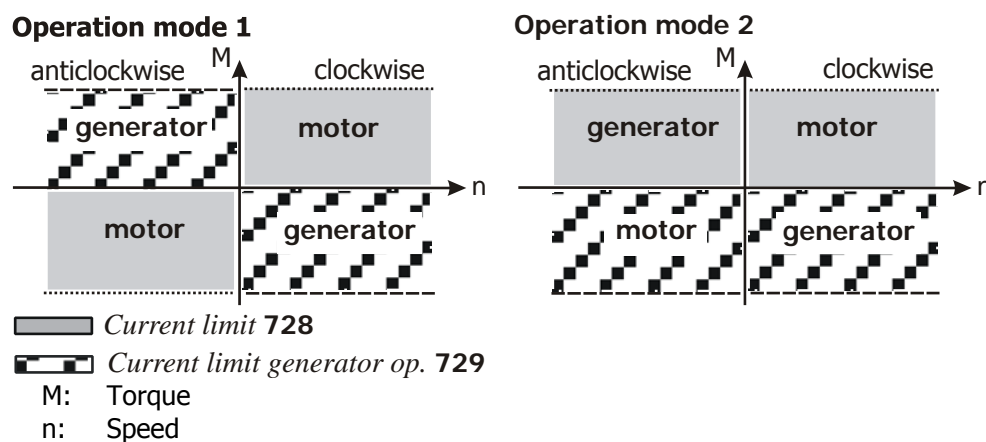 Operation mode 1
M
anticlockwise clockwise
generator motor
n
motor generator
Operation mode 2
M
anticlockwise clockwise
generator motor
motor generator
Current limit 728
Current limit generator op. 729
M: Torque
n: Speed